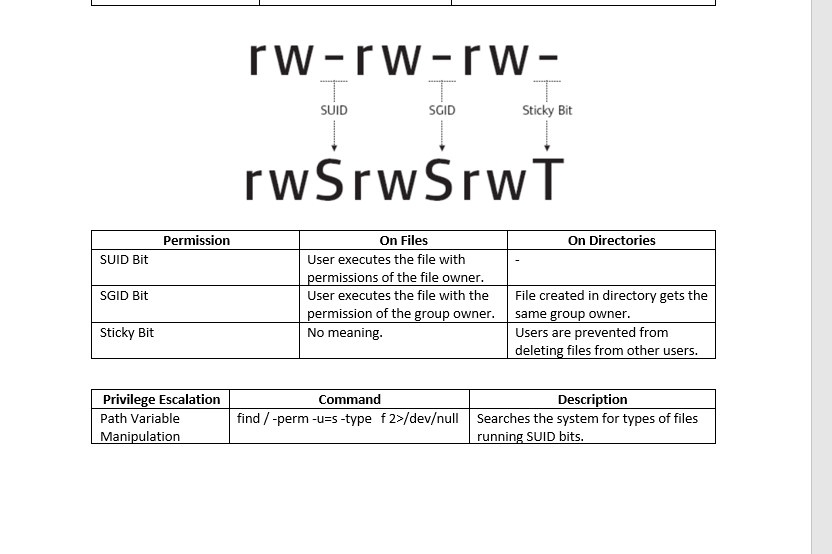 rw-rw-rw-
SUID SGID Sticky Bit
rwSrwSrwT
Permission On Files On Directories
SUID Bit User executes the file with -
permissions of the file owner.
SGID Bit User executes the file with the File created in directory gets the
permission of the group owner. same group owner.
Sticky Bit No meaning. Users are prevented from
deleting files from other users.
Privilege Escalation Command Description
Path Variable find / -perm -u=s -type f 2>/dev/null Searches the system for types of files
Manipulation running SUID bits.